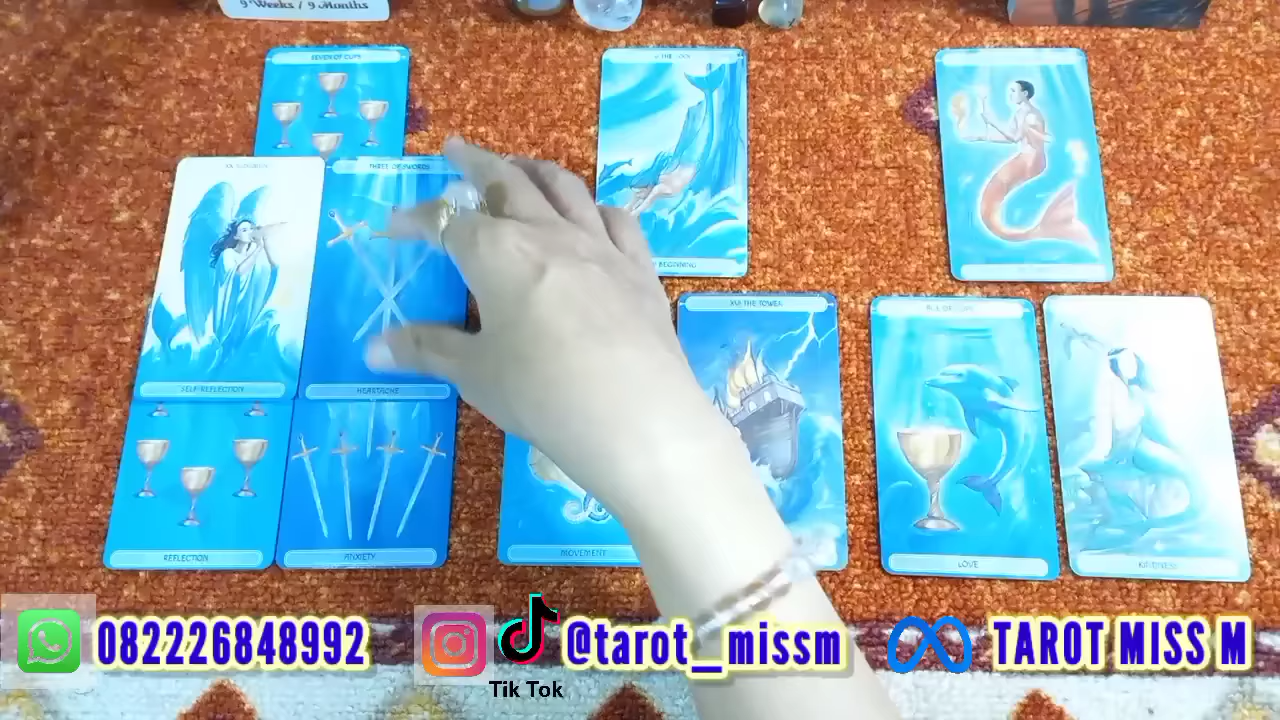 9 Weeks / 9 Months
SEVEN OF CUPS
THREE OF SWORDS
BEGINNING
XVI THE TOWER
SELF-REFLECTION
HEARTACHE
REFLECTION
ANXIETY
MOVEMENT
LOVE
KINDNESS
082226848992
@tarot_missm
TAROT MISS M
Tik Tok